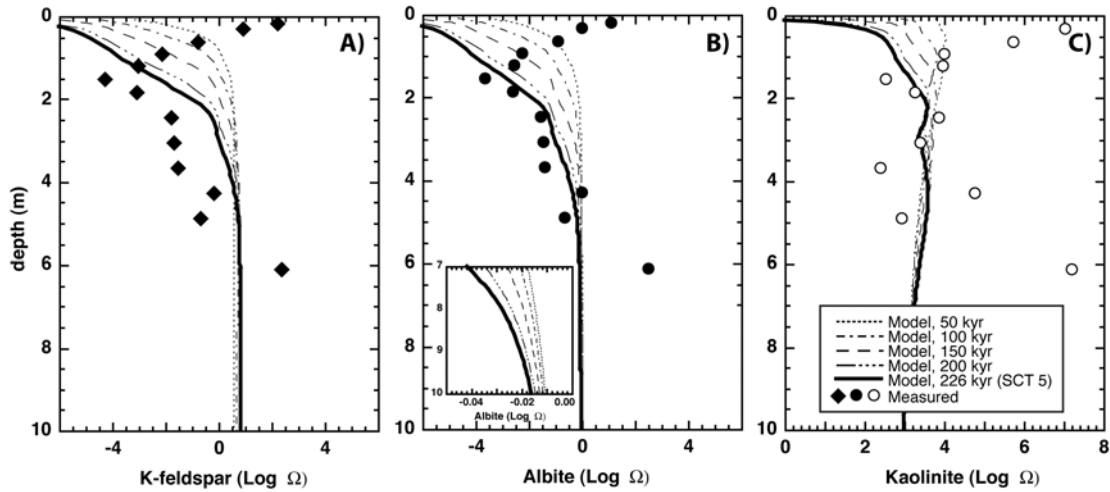 A)
B)
C)
depth (m)
0
2
4
6
8
10
-4
0
4
K-feldspar (Log Ω)
0
2
4
6
8
10
-4
0
4
Albite (Log Ω)
7
8
9
10
-0.04
-0.02
0.00
Albite (Log Ω)
0
2
4
6
8
10
0
2
4
6
8
Kaolinite (Log Ω)
Model, 50 kyr
Model, 100 kyr
Model, 150 kyr
Model, 200 kyr
Model, 226 kyr (SCT 5)
Measured